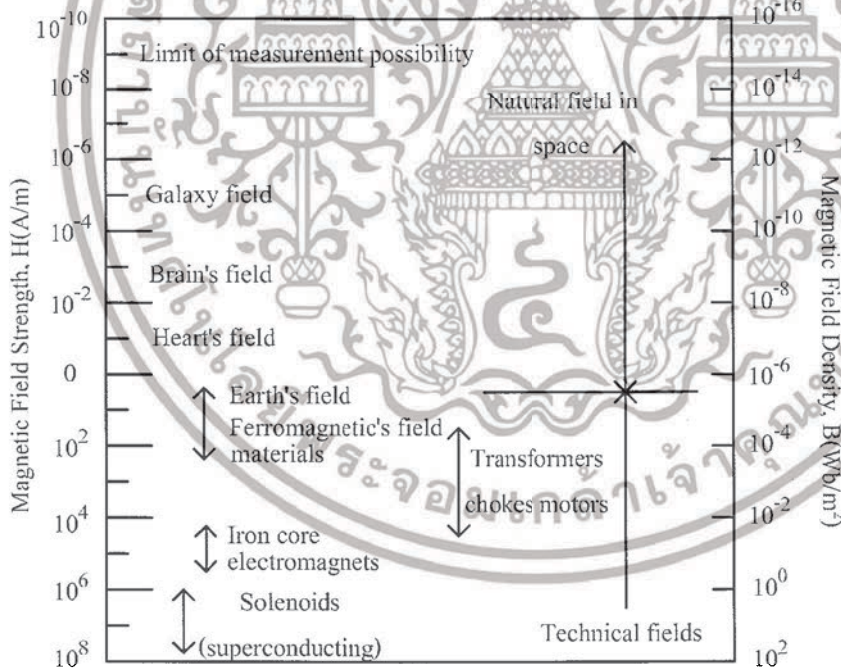 10⁻¹⁰
10⁻⁸
10⁻⁶
10⁻⁴
10⁻²
0
10²
10⁴
10⁶
10⁸
Magnetic Field Strength, H(A/m)
Limit of measurement possibility
Natural field in
space
Galaxy field
Brain's field
Heart's field
Earth's field
Ferromagnetic's field
materials
Transformers
chokes motors
Iron core
electromagnets
Solenoids
(superconducting)
Technical fields
10⁻¹⁶
10⁻¹⁴
10⁻¹²
10⁻¹⁰
10⁻⁸
10⁻⁶
10⁻⁴
10⁻²
10⁰
10²
Magnetic Field Density, B(Wb/m²)